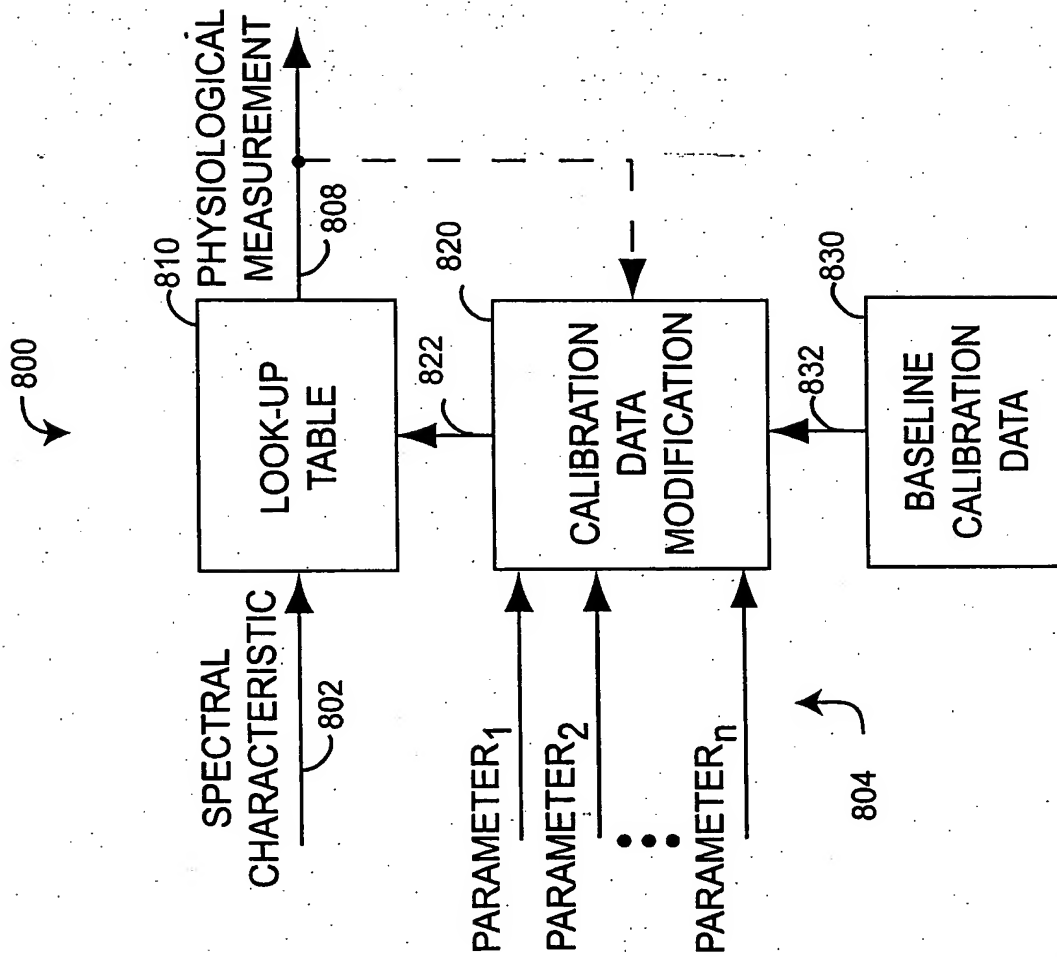 800
SPECTRAL
CHARACTERISTIC
802
LOOK-UP
TABLE
810
PHYSIOLOGICAL
MEASUREMENT
808
822
820
PARAMETER1
PARAMETER2
PARAMETERn
804
CALIBRATION
DATA
MODIFICATION
832
830
BASELINE
CALIBRATION
DATA